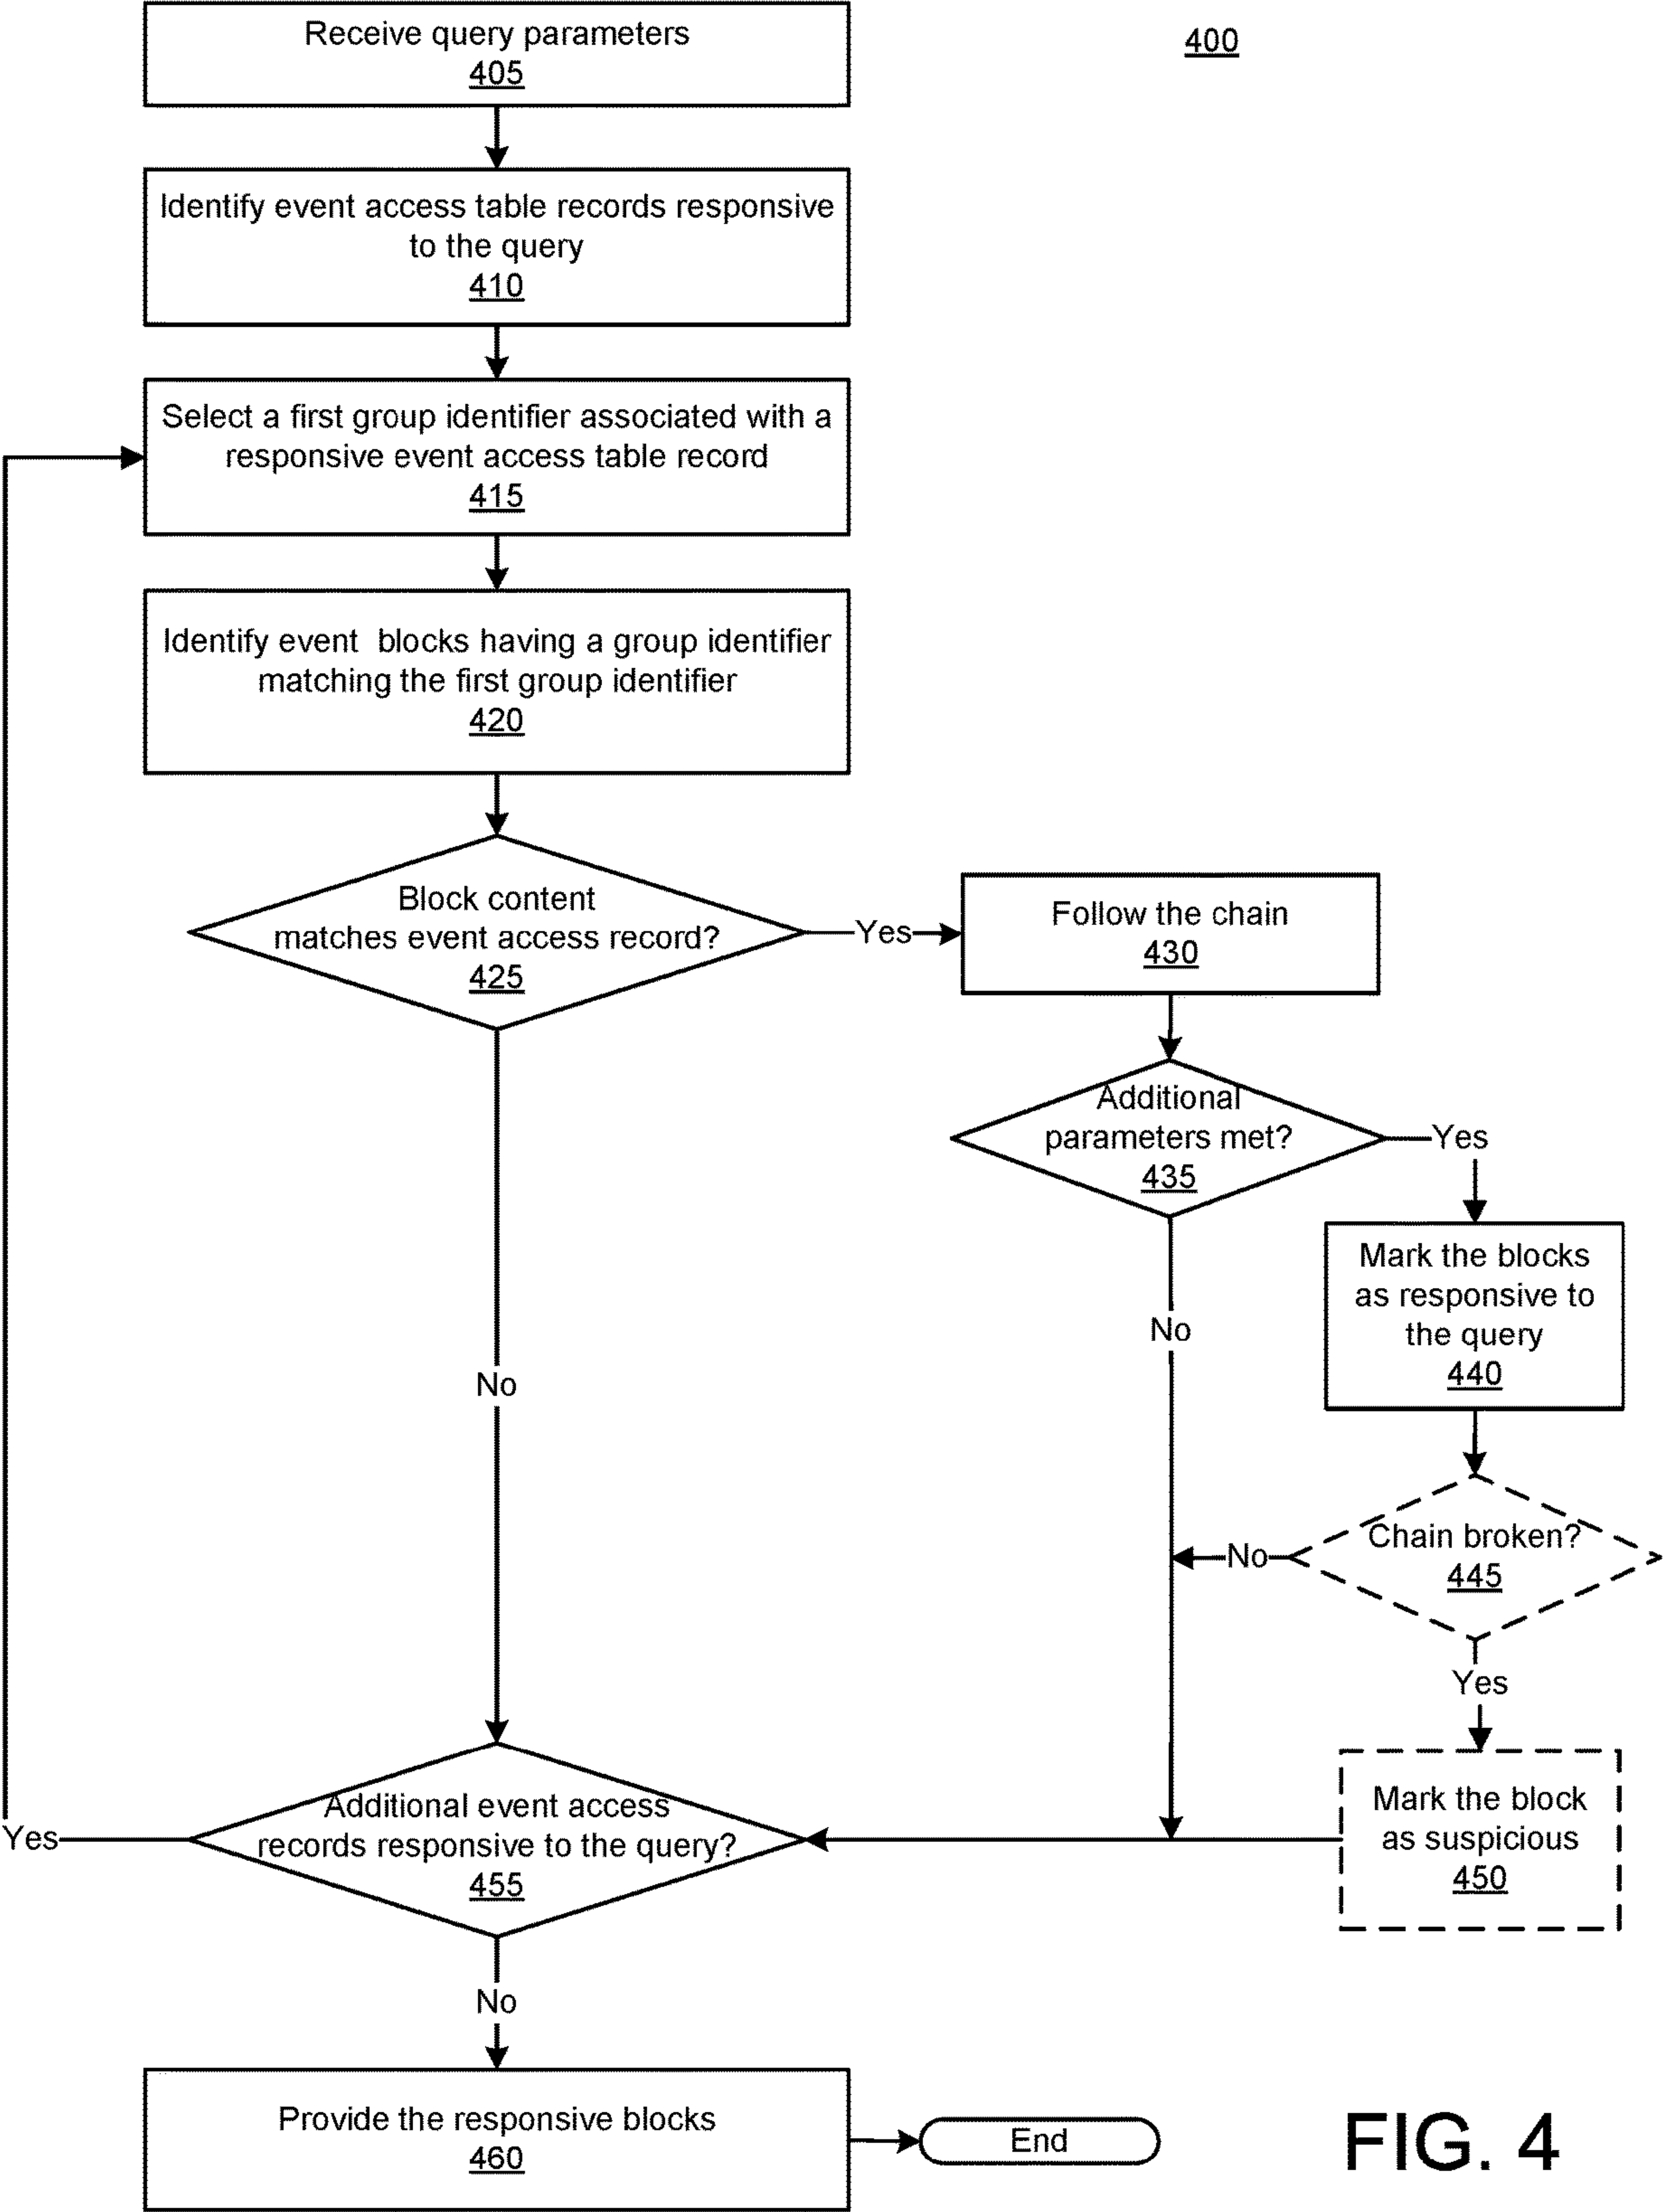 Receive query parameters
405
400
Identify event access table records responsive
to the query
410
Select a first group identifier associated with a
responsive event access table record
415
Identify event blocks having a group identifier
matching the first group identifier
420
Block content
matches event access record?
425
Yes
Follow the chain
430
Additional
parameters met?
435
Yes
Mark the blocks
as responsive to
the query
440
No
No
Chain broken?
445
No
Yes
Mark the block
as suspicious
450
Additional event access
records responsive to the query?
455
Yes
No
Provide the responsive blocks
460
End
FIG. 4